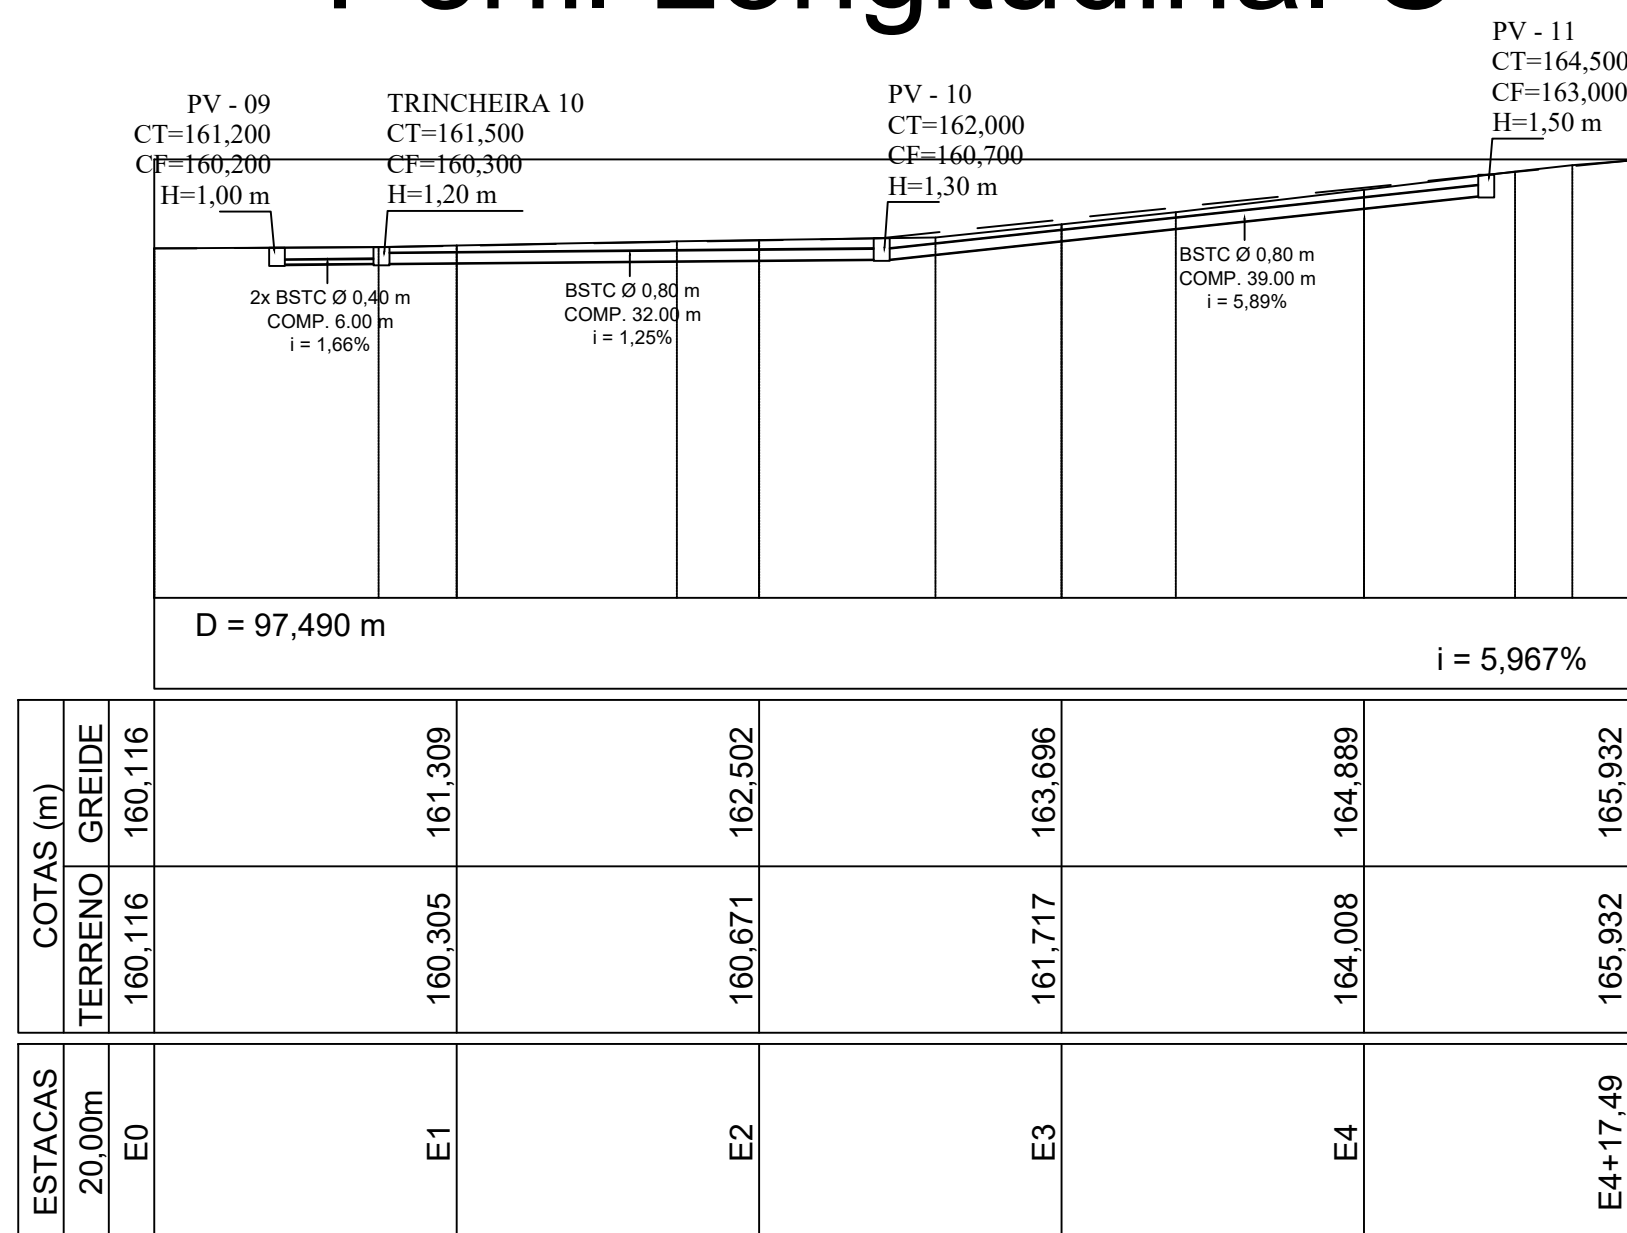 Perfil Longitudinal
PV - 11
CT=164,500
CF=163,000
H=1,50 m
PV - 09
CT=161,200
CF=160,200
H=1,00 m
TRINCHEIRA 10
CT=161,500
CF=160,300
H=1,20 m
PV - 10
CT=162,000
CF=160,700
H=1,30 m
2x BSTC Ø 0,40 m
COMP. 6.00 m
i = 1,66%
BSTC Ø 0,80 m
COMP. 32.00 m
i = 1,25%
BSTC Ø 0,80 m
COMP. 39.00 m
i = 5,89%
D = 97,490 m
i = 5,967%
COTAS (m)
GREIDE
160,116
161,309
162,502
163,696
164,889
165,932
TERRENO
160,116
160,305
160,671
161,717
164,008
165,932
ESTACAS
20,00m
E0
E1
E2
E3
E4
E4+17,49